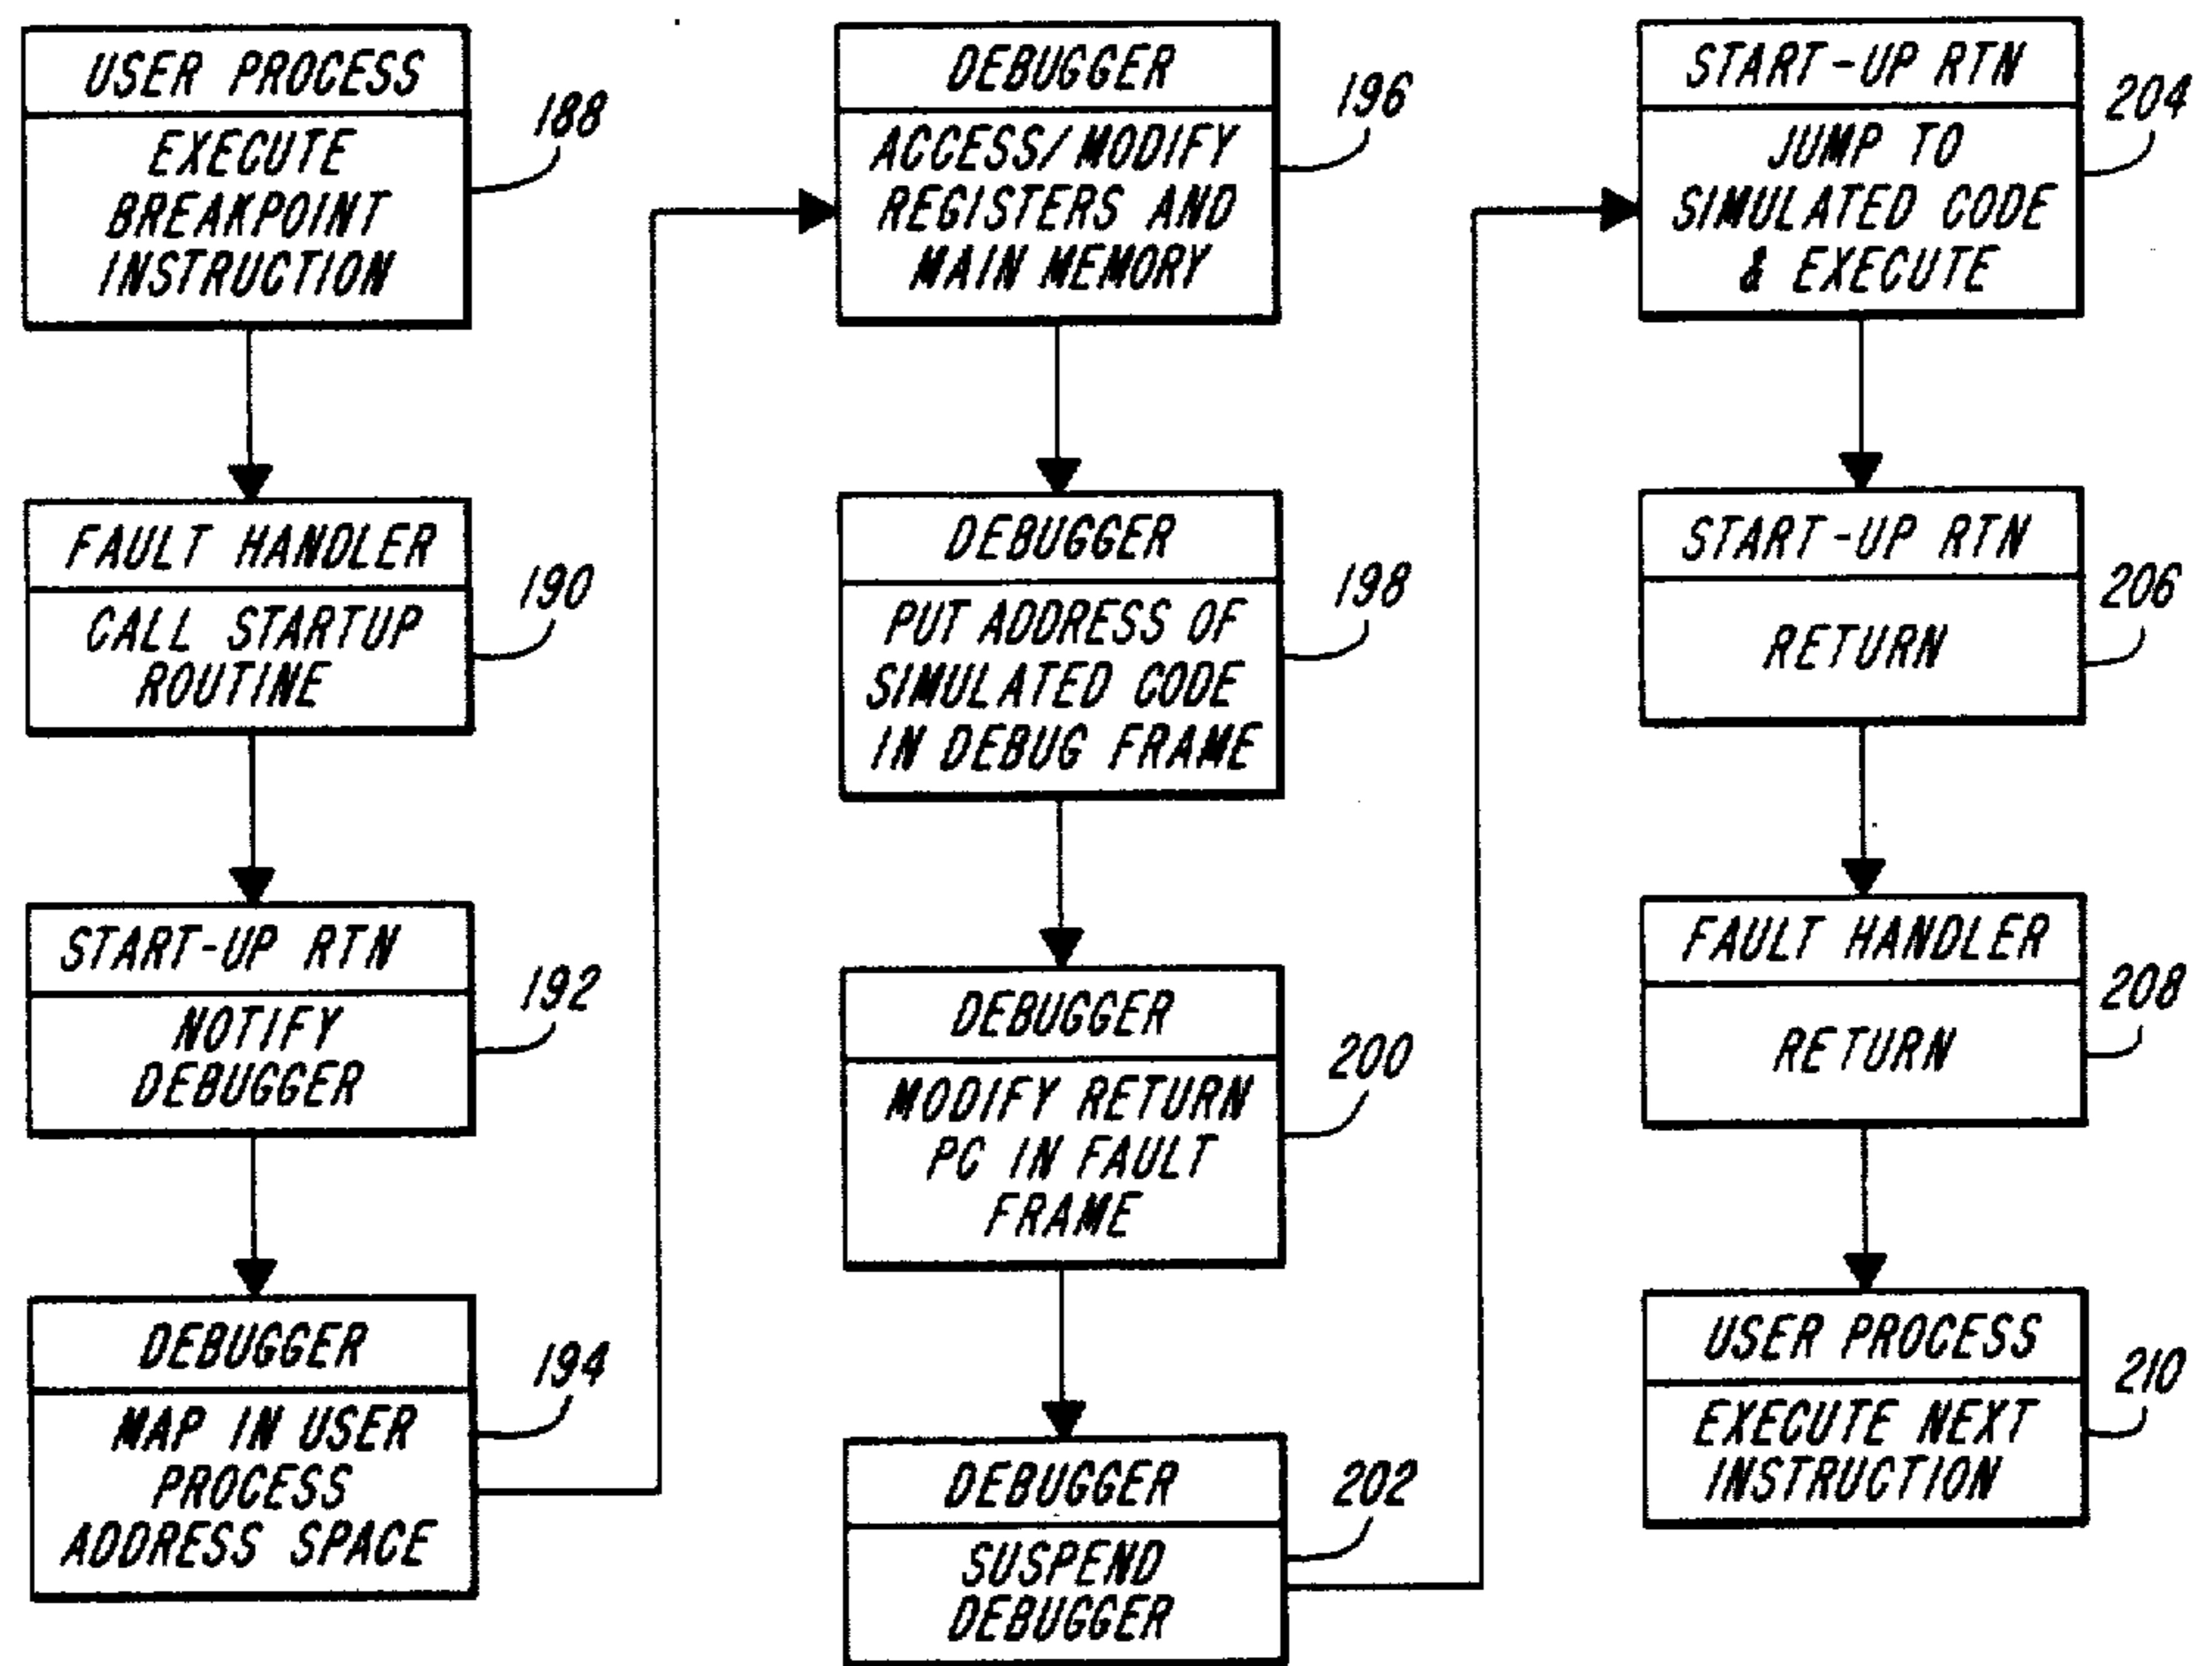 USER PROCESS
EXECUTE
BREAKPOINT
INSTRUCTION
188
FAULT HANDLER
CALL STARTUP
ROUTINE
190
START-UP RTN
NOTIFY
DEBUGGER
192
DEBUGGER
MAP IN USER
PROCESS
ADDRESS SPACE
194
DEBUGGER
ACCESS/MODIFY
REGISTERS AND
MAIN MEMORY
196
DEBUGGER
PUT ADDRESS OF
SIMULATED CODE
IN DEBUG FRAME
198
DEBUGGER
MODIFY RETURN
PC IN FAULT
FRAME
200
DEBUGGER
SUSPEND
DEBUGGER
202
START-UP RTN
JUMP TO
SIMULATED CODE
& EXECUTE
204
START-UP RTN
RETURN
206
FAULT HANDLER
RETURN
208
USER PROCESS
EXECUTE NEXT
INSTRUCTION
210